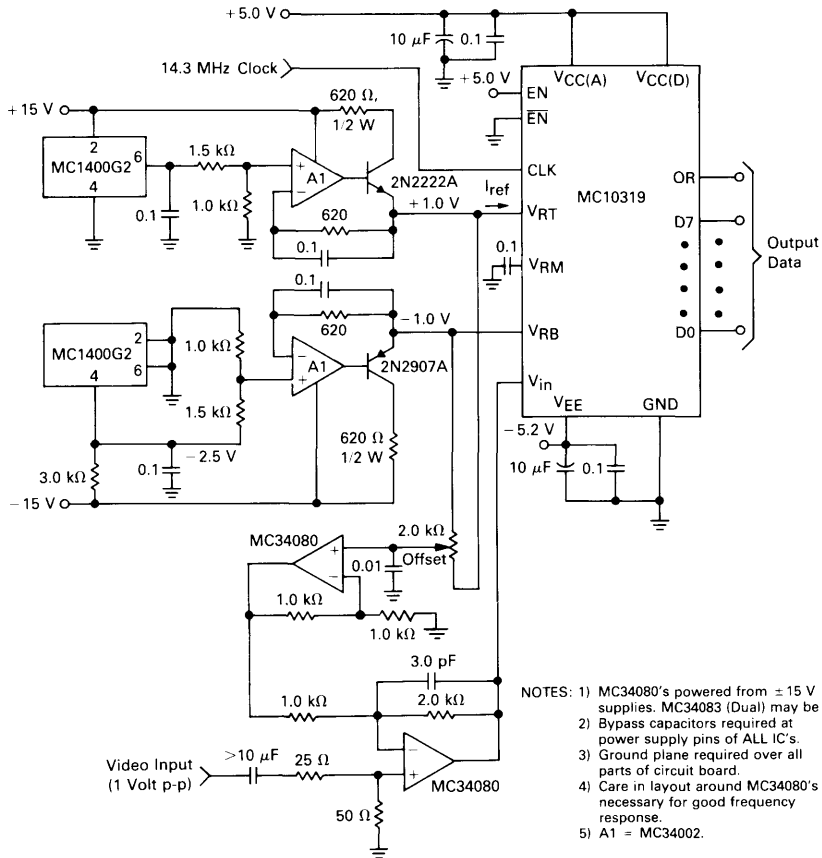 +5.0 V
10 μF
0.1
14.3 MHz Clock
+5.0 V
VCC(A)
VCC(D)
EN
EN
CLK
MC10319
OR
D7
D0
Output
Data
+15 V
620 Ω,
1/2 W
2
6
MC1400G2
4
1.5 kΩ
0.1
1.0 kΩ
+
A1
−
2N2222A
+1.0 V
Iref
VRT
620
0.1
0.1
VRM
0.1
620
−1.0 V
VRB
MC1400G2
2
6
4
1.0 kΩ
1.5 kΩ
−
A1
+
2N2907A
Vin
VEE
GND
−5.2 V
10 μF
0.1
620 Ω
1/2 W
3.0 kΩ
0.1
−2.5 V
−15 V
MC34080
+
−
0.01
2.0 kΩ
Offset
1.0 kΩ
1.0 kΩ
3.0 pF
1.0 kΩ
2.0 kΩ
−
+
MC34080
Video Input
(1 Volt p-p)
>10 μF
25 Ω
50 Ω
NOTES: 1) MC34080's powered from ±15 V
supplies. MC34083 (Dual) may be
2) Bypass capacitors required at
power supply pins of ALL IC's.
3) Ground plane required over all
parts of circuit board.
4) Care in layout around MC34080's
necessary for good frequency
response.
5) A1 = MC34002.